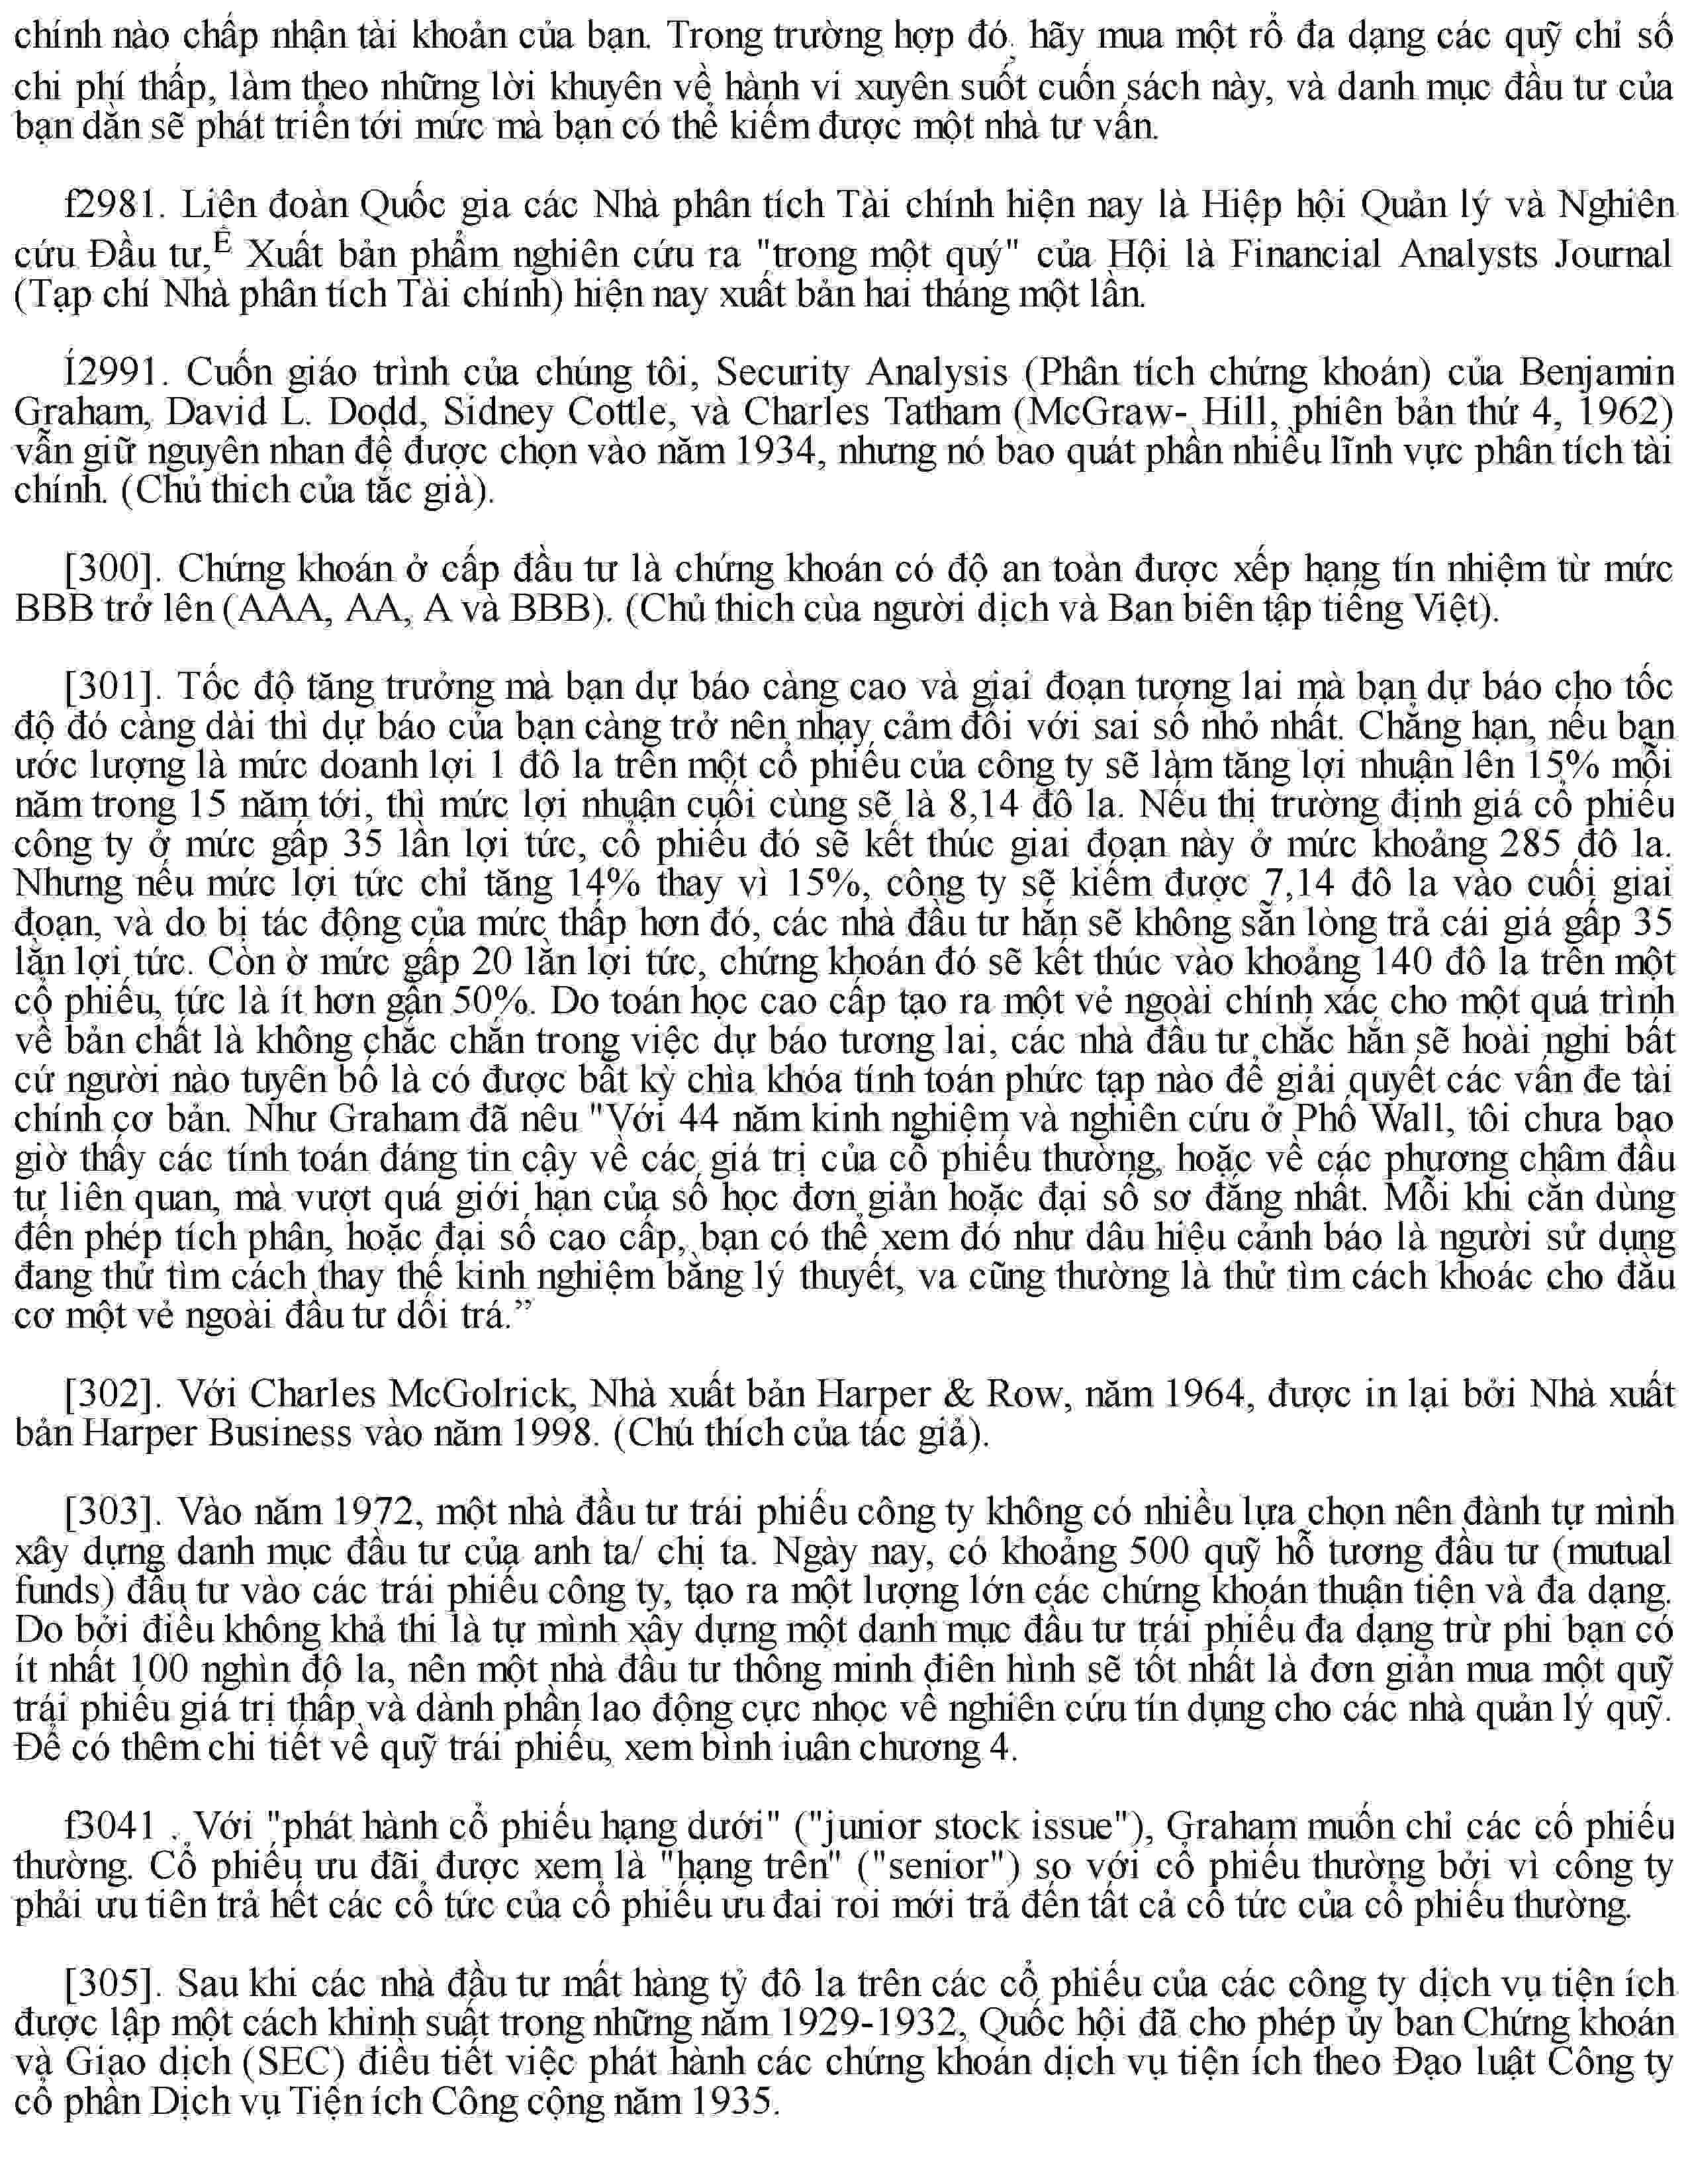 chính nào chấp nhận tài khoản của bạn. Trong trường hợp đó, hãy mua một rổ đa dạng các quỹ chỉ số
chi phí thấp, làm theo những lời khuyên về hành vi xuyên suốt cuốn sách này, và danh mục đầu tư của
bạn dần sẽ phát triển tới mức mà bạn có thể kiếm được một nhà tư vấn.
f2981. Liên đoàn Quốc gia các Nhà phân tích Tài chính hiện nay là Hiệp hội Quản lý và Nghiên
cứu Đầu tư,Ê Xuất bản phẩm nghiên cứu ra "trong một quý" của Hội là Financial Analysts Journal
(Tạp chí Nhà phân tích Tài chính) hiện nay xuất bản hai tháng một lần.
Í2991. Cuốn giáo trình của chúng tôi, Security Analysis (Phân tích chứng khoán) của Benjamin
Graham, David L. Dodd, Sidney Cottle, và Charles Tatham (McGraw- Hill, phiên bản thứ 4, 1962)
vẫn giữ nguyên nhan đề được chọn vào năm 1934, nhưng nó bao quát phần nhiều lĩnh vực phân tích tài
chính. (Chủ thich của tắc già).
[300]. Chứng khoán ở cấp đầu tư là chứng khoán có độ an toàn được xếp hạng tín nhiệm từ mức
BBB trở lên (AAA, AA, A và BBB). (Chủ thich cùa người dịch và Ban biên tập tiếng Việt).
[301]. Tốc độ tăng trưởng mà bạn dự báo càng cao và giai đoạn tương lai mà bạn dự báo cho tốc
độ đó càng dài thì dự báo của bạn càng trở nên nhạy cảm đối với sai số nhỏ nhất. Chẳng hạn, nếu bạn
ước lượng là mức doanh lợi 1 đô la trên một cổ phiếu của công ty sẽ làm tăng lợi nhuận lên 15% mỗi
năm trong 15 năm tới, thì mức lợi nhuận cuối cùng sẽ là 8,14 đô la. Nếu thị trường định giá cổ phiếu
công ty ở mức gấp 35 lần lợi tức, cổ phiếu đó sẽ kết thúc giai đoạn này ở mức khoảng 285 đô la.
Nhưng nếu mức lợi tức chỉ tăng 14% thay vì 15%, công ty sẽ kiếm được 7,14 đô la vào cuối giai
đoạn, và do bị tác động của mức thấp hơn đó, các nhà đầu tư hẳn sẽ không sẵn lòng trả cái giá gấp 35
lần lợi tức. Còn ờ mức gấp 20 lần lợi tức, chứng khoán đó sẽ kết thúc vào khoảng 140 đô la trên một
cổ phiếu, tức là ít hơn gần 50%. Do toán học cao cấp tạo ra một vẻ ngoài chính xác cho một quá trình
về bản chất là không chắc chắn trong việc dự báo tương lai, các nhà đầu tư chắc hẳn sẽ hoài nghi bất
cứ người nào tuyên bố là có được bất kỳ chìa khóa tính toán phức tạp nào để giải quyết các vấn đe tài
chính cơ bản. Như Graham đã nêu "Với 44 năm kinh nghiệm và nghiên cứu ở Phố Wall, tôi chưa bao
giờ thấy các tính toán đáng tin cậy về các giá trị của cổ phiếu thường, hoặc về các phương châm đầu
tư liên quan, mà vượt quá giới hạn của số học đơn giản hoặc đại số sơ đẳng nhất. Mỗi khi cần dùng
đến phép tích phân, hoặc đại số cao cấp, bạn có thể xem đó như dâu hiệu cảnh báo là người sử dụng
đang thử tìm cách thay thế kinh nghiệm bằng lý thuyết, va cũng thường là thử tìm cách khoác cho đầu
cơ một vẻ ngoài đầu tư dối trá.”
[302]. Với Charles McGolrick, Nhà xuất bản Harper & Row, năm 1964, được in lại bởi Nhà xuất
bản Harper Business vào năm 1998. (Chú thích của tác giả).
[303]. Vào năm 1972, một nhà đầu tư trái phiếu công ty không có nhiều lựa chọn nên đành tự mình
xây dựng danh mục đầu tư của anh ta/ chị ta. Ngày nay, có khoảng 500 quỹ hỗ tương đầu tư (mutual
funds) đầu tư vào các trái phiếu công ty, tạo ra một lượng lớn các chứng khoán thuận tiện và đa dạng.
Do bởi điều không khả thi là tự mình xây dựng một danh mục đầu tư trái phiếu đa dạng trừ phi bạn có
ít nhất 100 nghìn đô la, nên một nhà đầu tư thông minh điên hình sẽ tốt nhất là đơn giản mua một quỹ
trái phiếu giá trị thấp và dành phần lao động cực nhọc về nghiên cứu tín dụng cho các nhà quản lý quỹ.
Để có thêm chi tiết về quỹ trái phiếu, xem bình iuân chương 4.
f3041 . Với "phát hành cổ phiếu hạng dưới" ("junior stock issue"), Graham muốn chỉ các cổ phiếu
thường. Cổ phiếu ưu đãi được xem là "hạng trên" ("senior") so với cổ phiếu thường bởi vì công ty
phải ưu tiên trả hết các cổ tức của cổ phiếu ưu đai roi mới trả đến tất cả cổ tức của cổ phiếu thường.
[305]. Sau khi các nhà đầu tư mất hàng tỷ đô la trên các cổ phiếu của các công ty dịch vụ tiện ích
được lập một cách khinh suất trong những năm 1929-1932, Quốc hội đã cho phép ủy ban Chứng khoán
và Giao dịch (SEC) điều tiết việc phát hành các chứng khoán dịch vụ tiện ích theo Đạo luật Công ty
cổ phần Dịch vụ Tiện ích Công cộng năm 1935.